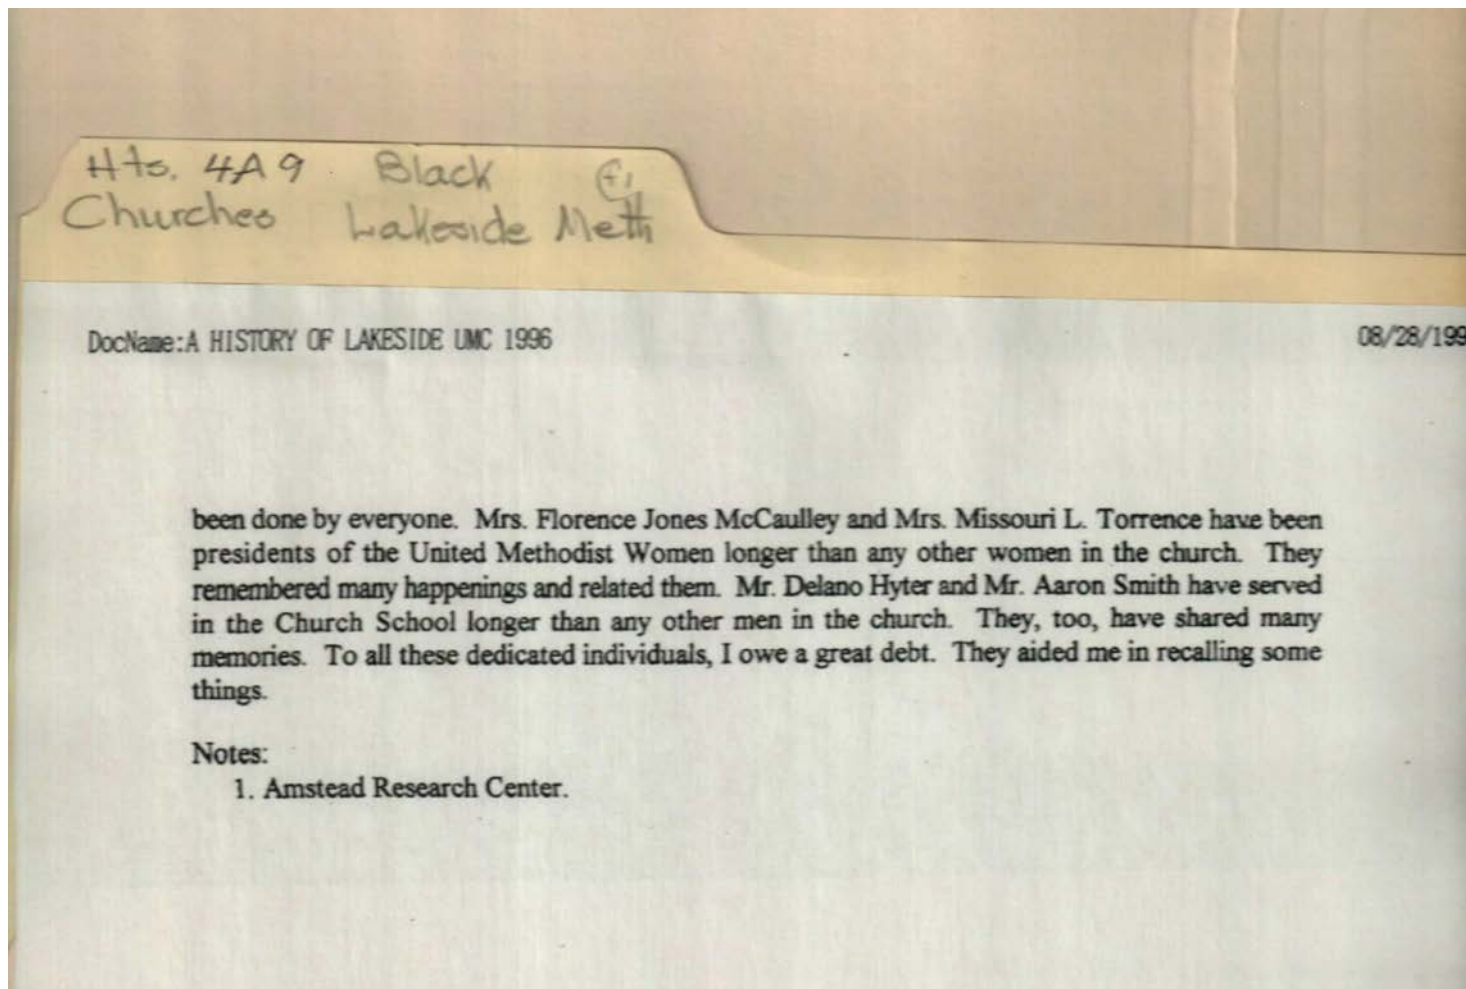 Hts. 4A9 Black
Churches Lakeside Meth
DocName:A HISTORY OF LAKESIDE UMC 1996 08/28/199
been done by everyone. Mrs. Florence Jones McCaulley and Mrs. Missouri L. Torrence have been
presidents of the United Methodist Women longer than any other women in the church. They
remembered many happenings and related them. Mr. Delano Hyter and Mr. Aaron Smith have served
in the Church School longer than any other men in the church. They, too, have shared many
memories. To all these dedicated individuals, I owe a great debt. They aided me in recalling some
things.
Notes:
1. Amstead Research Center.